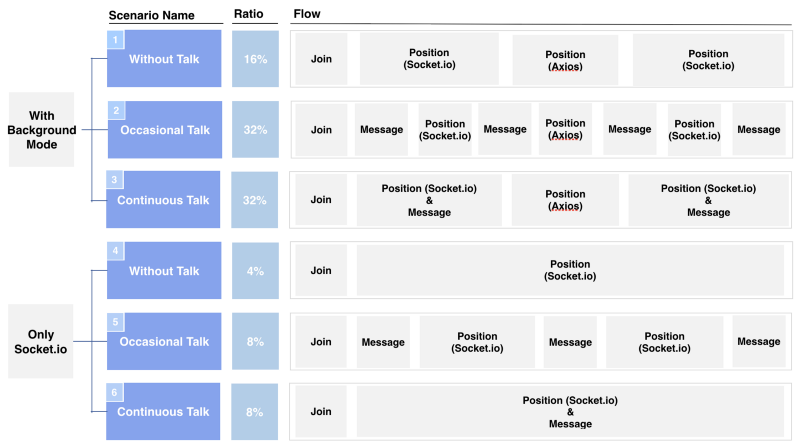 Scenario Name
Ratio
Flow
With
Background
Mode
1
Without Talk
16%
Join
Position
(Socket.io)
Position
(Axios)
Position
(Socket.io)
2
Occasional Talk
32%
Join
Message
Position
(Socket.io)
Message
Position
(Axios)
Message
Position
(Socket.io)
Message
3
Continuous Talk
32%
Join
Position (Socket.io)
&
Message
Position
(Axios)
Position (Socket.io)
&
Message
Only
Socket.io
4
Without Talk
4%
Join
Position
(Socket.io)
5
Occasional Talk
8%
Join
Message
Position
(Socket.io)
Message
Position
(Socket.io)
Message
6
Continuous Talk
8%
Join
Position (Socket.io)
&
Message